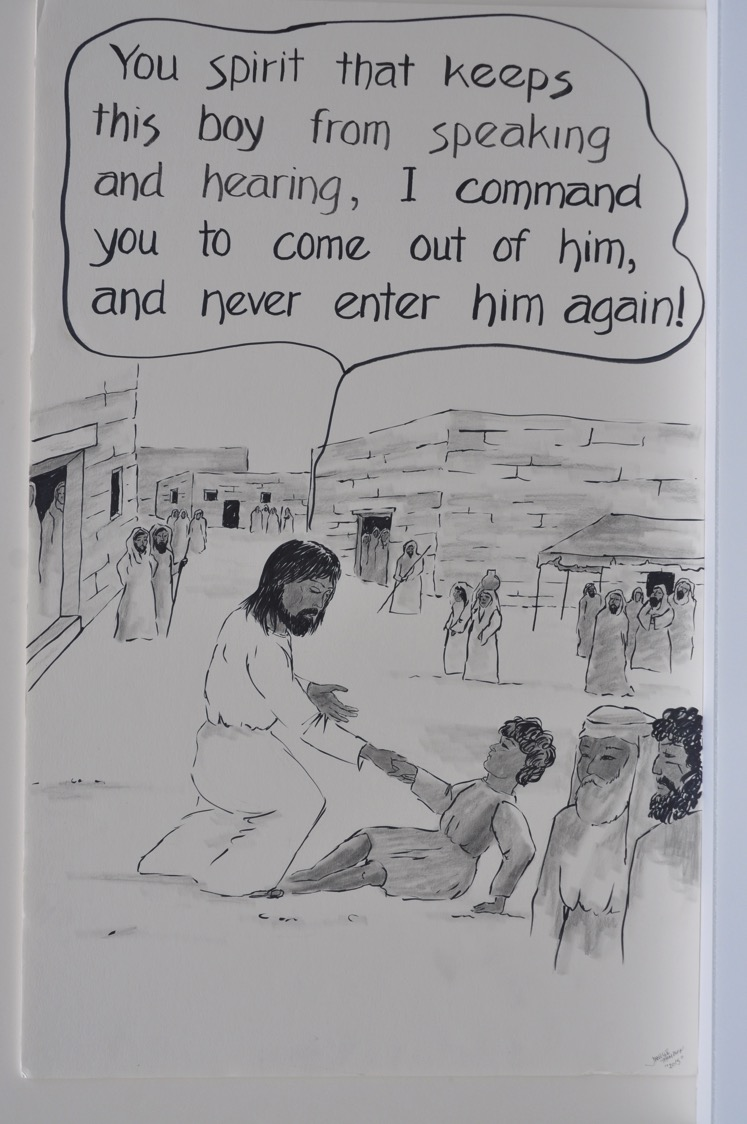 You spirit that keeps
this boy from speaking
and hearing, I command
you to come out of him,
and never enter him again!